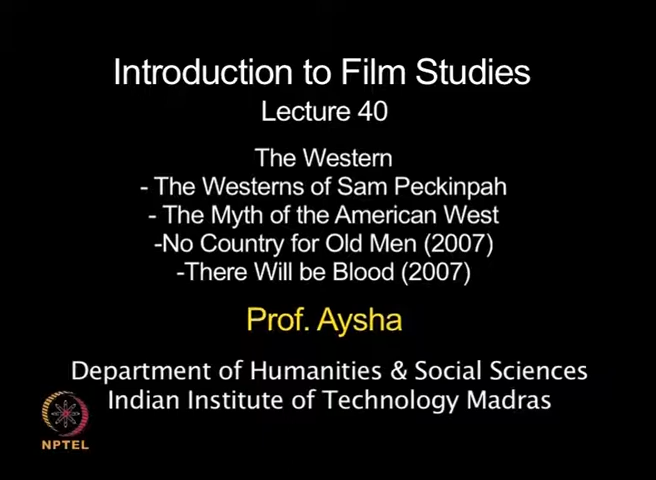 Introduction to Film Studies
Lecture 40
The Western
- The Westerns of Sam Peckinpah
- The Myth of the American West
-No Country for Old Men (2007)
-There Will be Blood (2007)
Prof. Aysha
Department of Humanities & Social Sciences
Indian Institute of Technology Madras
NPTEL